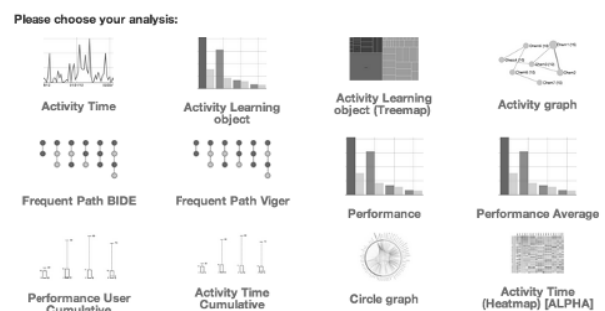 Please choose your analysis:
Activity Time
Activity Learning
object
Activity Learning
object (Treemap)
Activity graph
Frequent Path BIDE
Frequent Path Viger
Performance
Performance Average
Performance User
Cumulative
Activity Time
Cumulative
Circle graph
Activity Time
(Heatmap) [ALPHA]